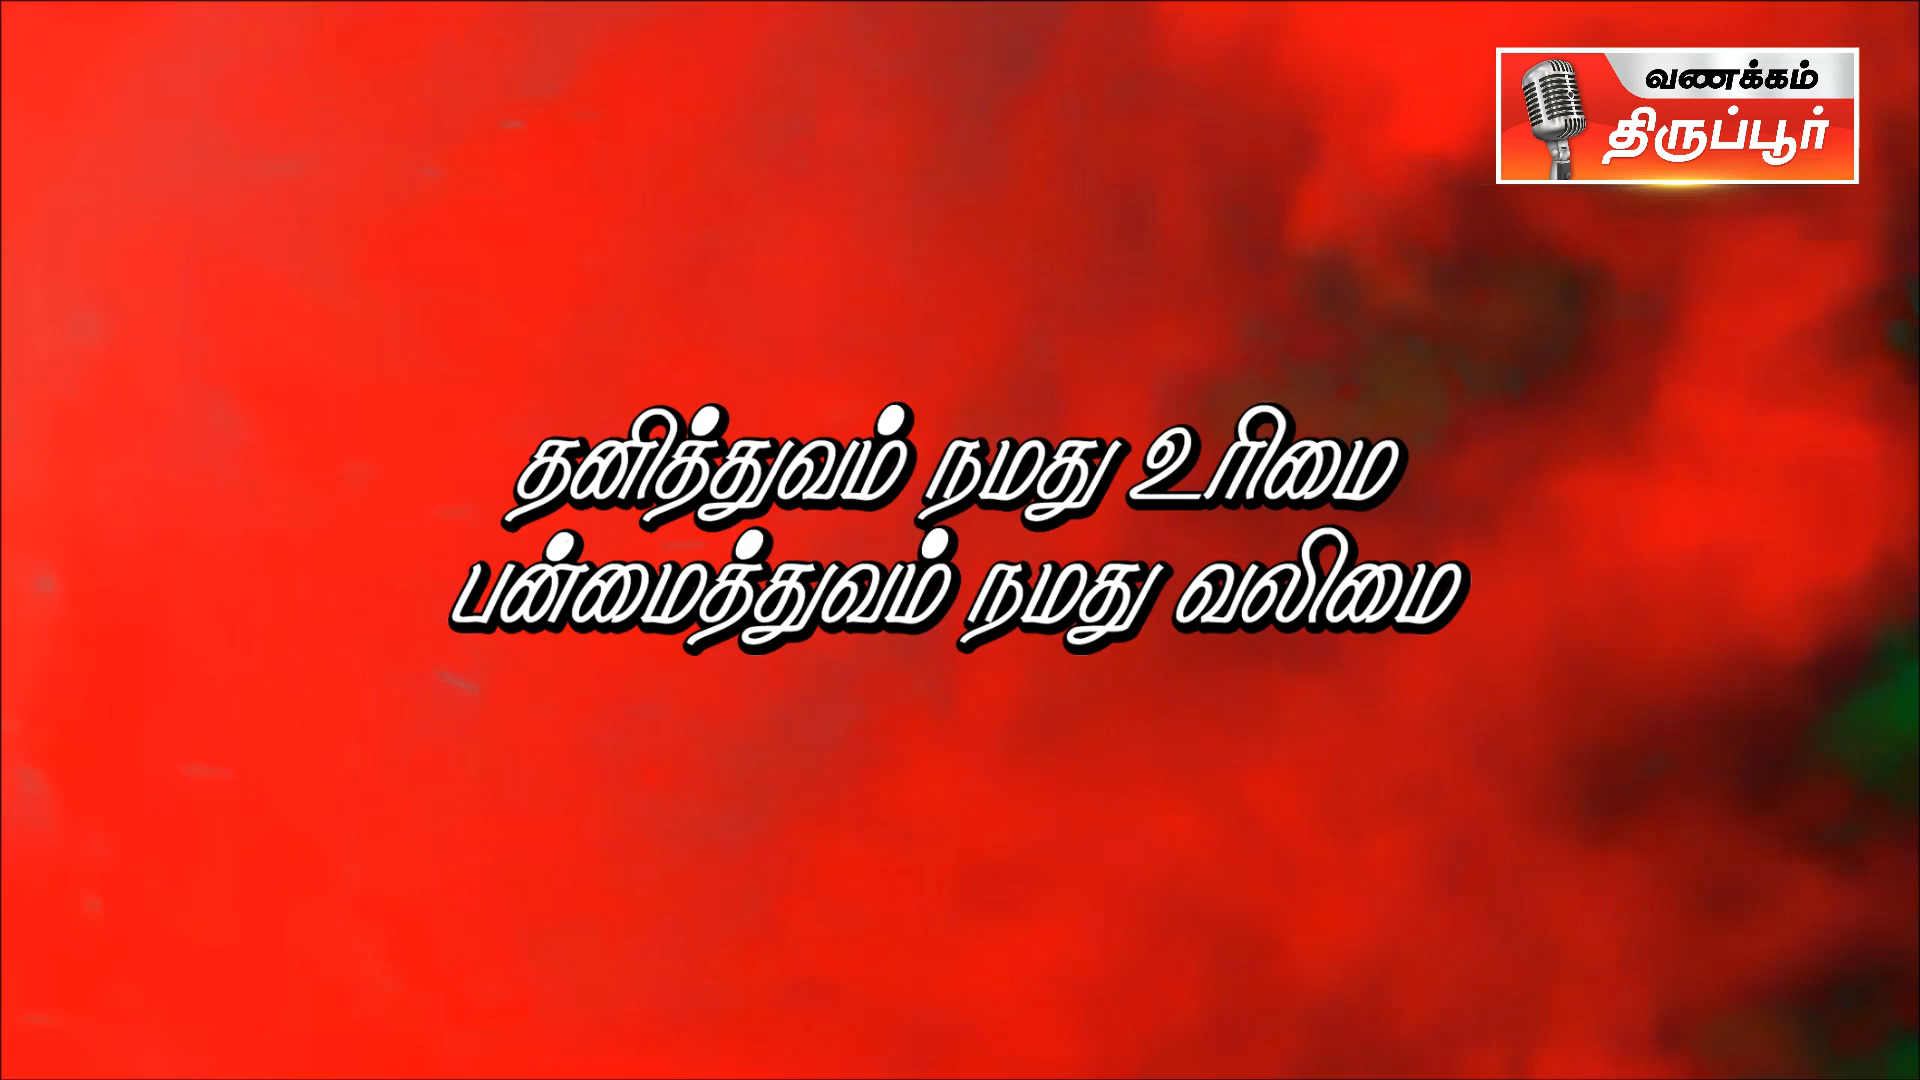 வணக்கம்
திருப்பூர்
தனித்துவம் நமது உரிமை
பன்மைத்துவம் நமது வலிமை